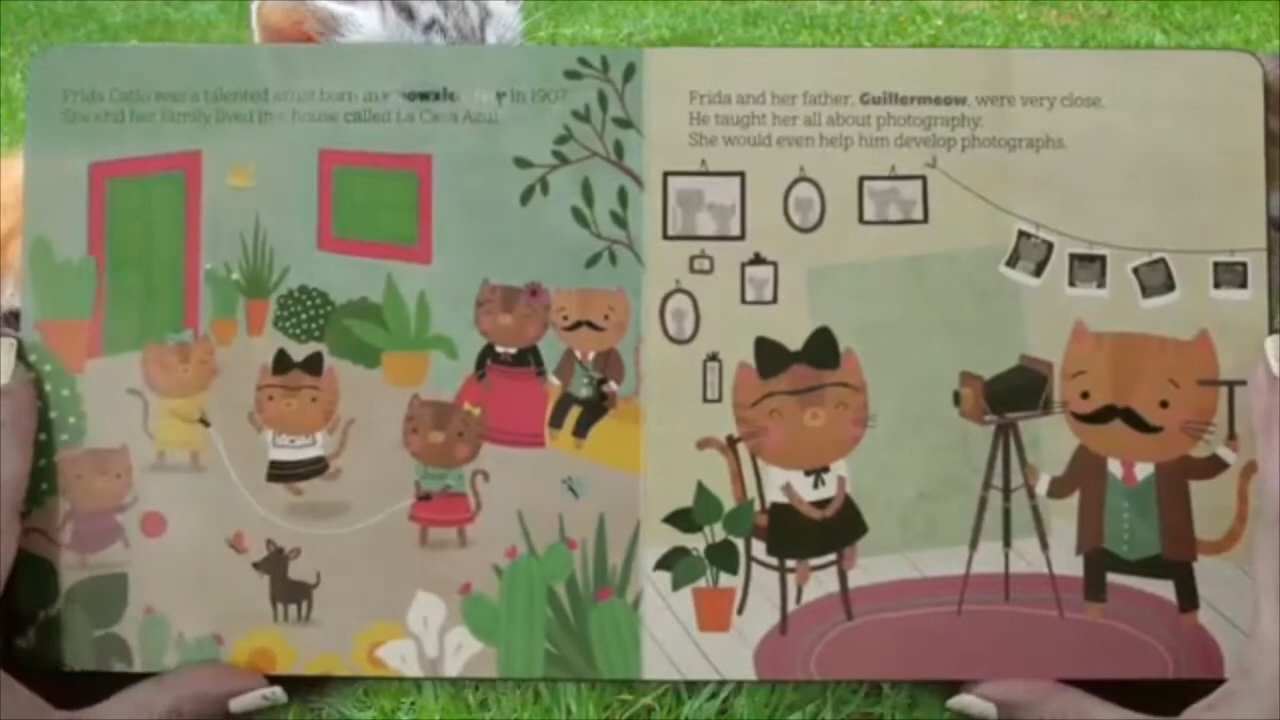 Frida Catlo was a talented artist born in in 1907.
She and her family lived in a house called La Casa Azul.
Frida and her father, Guillermeow, were very close.
He taught her all about photography.
She would even help him develop photographs.